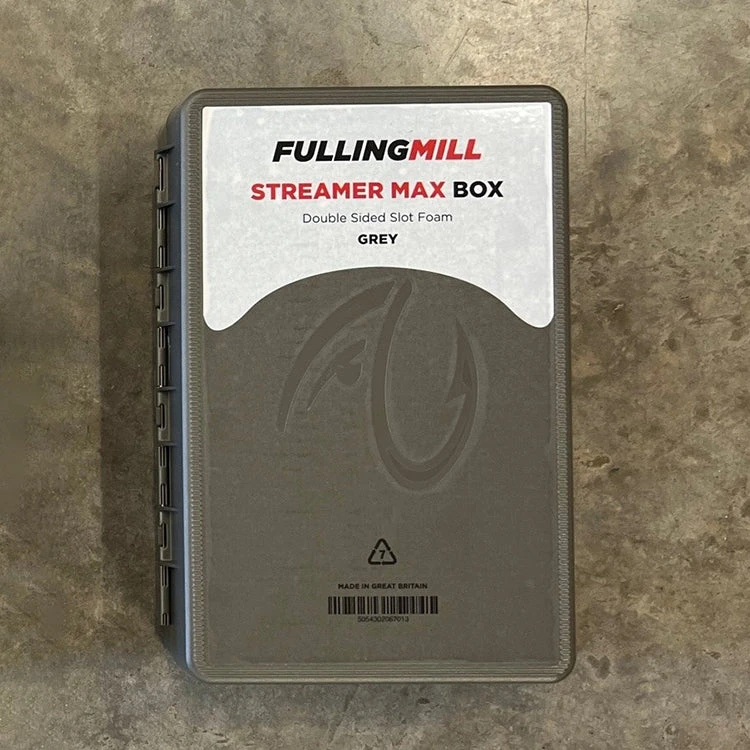 FULLINGMILL
STREAMER MAX BOX
Double Sided Slot Foam
GREY
7
MADE IN GREAT BRITAIN
5054302087013